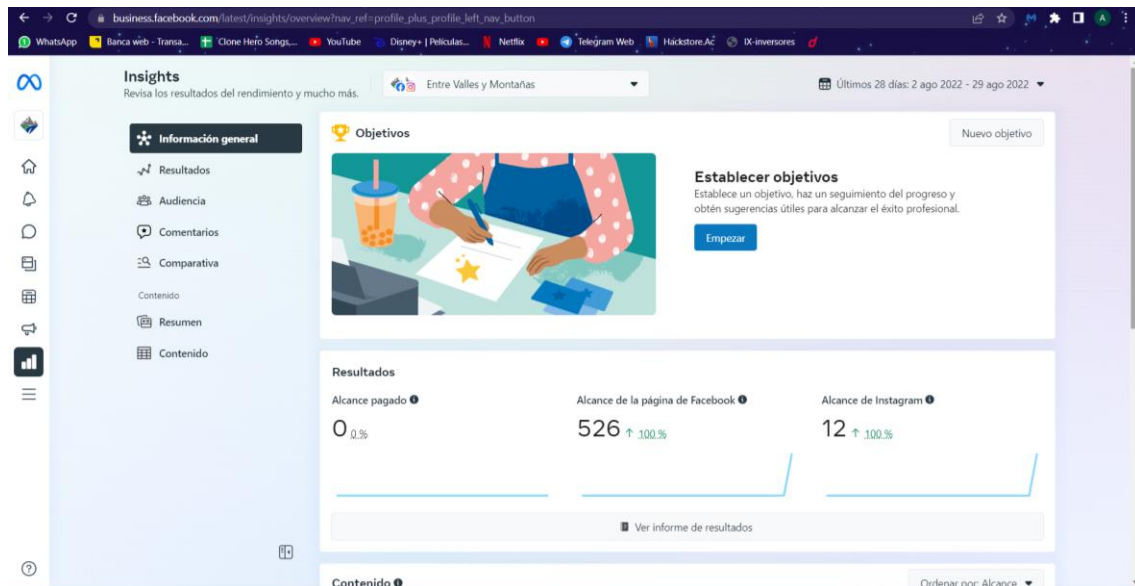 business.facebook.com/latest/insights/overview?nav_ref=profile_plus_profile_left_nav_button
A
WhatsApp
Banca web - Transa...
Clone Hero Songs,...
YouTube
Disney+ | Películas...
Netflix
Telegram Web
Hackstore.Ac
IX-inversores
Insights
Revisa los resultados del rendimiento y mucho más.
Entre Valles y Montañas
Últimos 28 días: 2 ago 2022 - 29 ago 2022
Información general
Resultados
Audiencia
Comentarios
Comparativa
Contenido
Resumen
Contenido
Objetivos
Nuevo objetivo
Establecer objetivos
Establece un objetivo, haz un seguimiento del progreso y
obtén sugerencias útiles para alcanzar el éxito profesional.
Empezar
Resultados
Alcance pagado
0 0 %
Alcance de la página de Facebook
526 ↑ 100 %
Alcance de Instagram
12 ↑ 100 %
Ver informe de resultados
Contenido
Ordenar por: Alcance